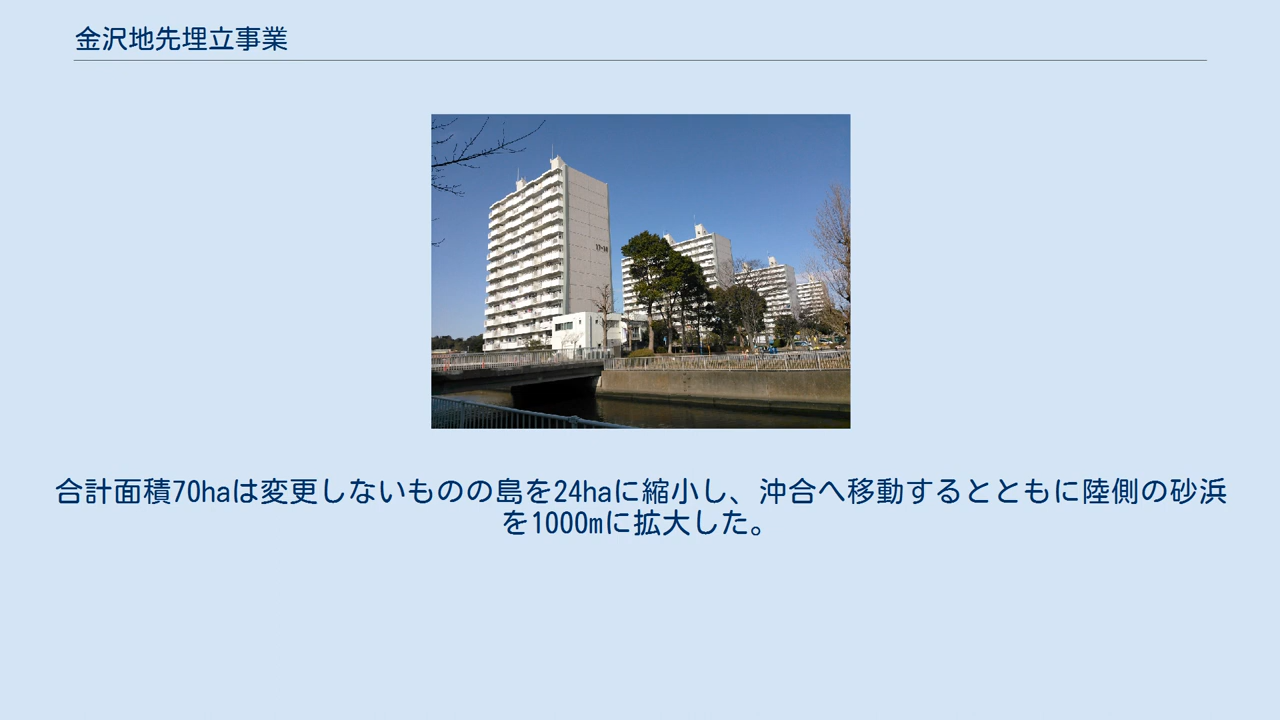 金沢地先埋立事業
17-14
合計面積70haは変更しないものの島を24haに縮小し、沖合へ移動するとともに陸側の砂浜
を1000mに拡大した。